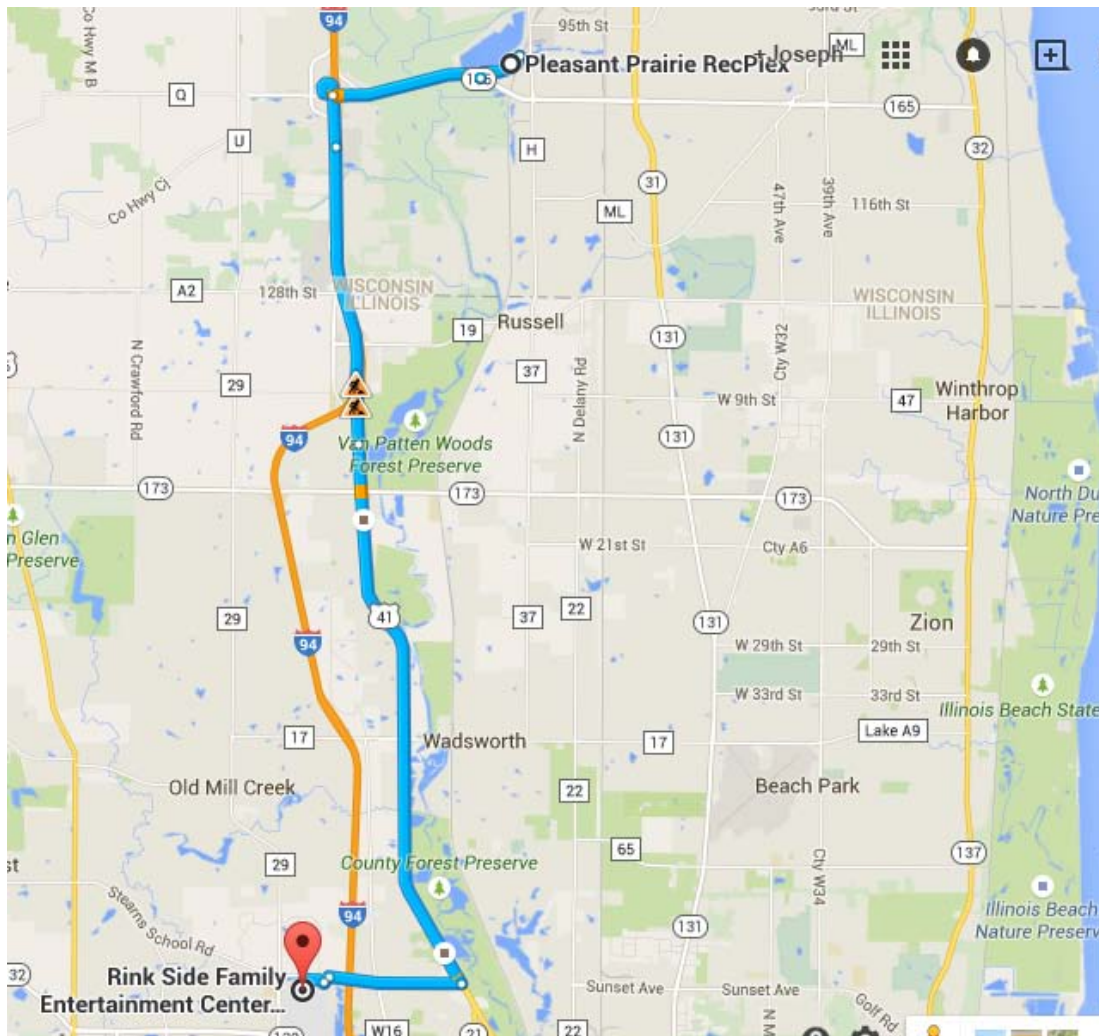 Co Hwy M B
94
95th St
93rd St
ML
+Joseph
Pleasant Prairie RecPlex
165
Q
165
U
H
32
31
Co Hwy Cj
ML
47th Ave
39th Ave
116th St
A2
128th St
WISCONSIN
ILLINOIS
WISCONSIN
ILLINOIS
19
Russell
131
Cty W32
N Crawford Rd
29
37
N Delany Rd
W 9th St
47
Winthrop
Harbor
94
Van Patten Woods
Forest Preserve
131
173
173
173
North Du
Nature Pre
n Glen
Preserve
W 21st St
Cty A6
29
41
37
22
131
Zion
94
W 29th St
29th St
W 33rd St
33rd St
Illinois Beach State
17
Wadsworth
17
Lake A9
Old Mill Creek
22
Beach Park
65
29
County Forest Preserve
137
st
Cty W34
94
131
Illinois Beach
Nature Preserv
Stearns School Rd
32
Rink Side Family
Entertainment Center...
Sunset Ave
Sunset Ave
Golf Rd
W16
21
22
N M